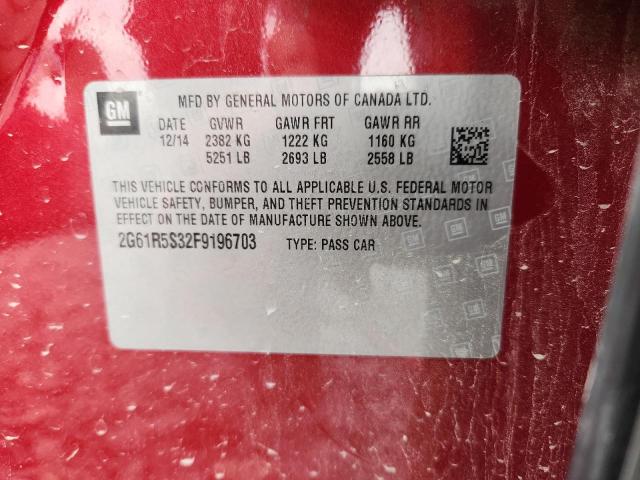 GM
MFD BY GENERAL MOTORS OF CANADA LTD.
DATE GVWR GAWR FRT GAWR RR
12/14 2382 KG 1222 KG 1160 KG
5251 LB 2693 LB 2558 LB
THIS VEHICLE CONFORMS TO ALL APPLICABLE U.S. FEDERAL MOTOR
VEHICLE SAFETY, BUMPER, AND THEFT PREVENTION STANDARDS IN
EFFECT ON THE DATE OF MANUFACTURE SHOWN ABOVE.
2G61R5S32F9196703 TYPE: PASS CAR